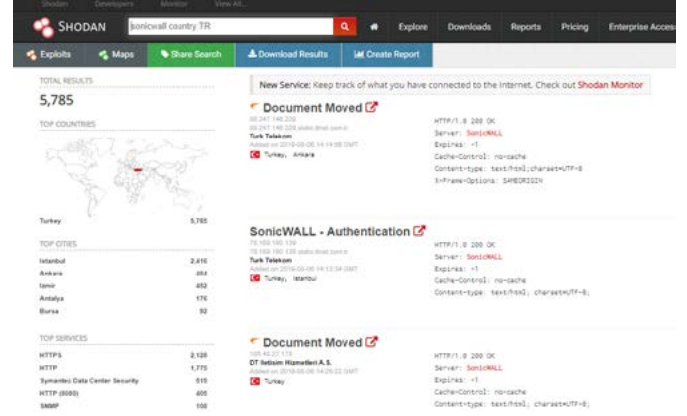 Shodan Developers Monitor View All...
SHODAN sonicwall country TR Explore Downloads Reports Pricing Enterprise Access
Exploits Maps Share Search Download Results Create Report
TOTAL RESULTS
5,785
TOP COUNTRIES
Turkey 5,785
TOP CITIES
Istanbul 2,416
Ankara
Izmir 452
Antalya 176
Bursa 92
TOP SERVICES
HTTPS 2,128
HTTP 1,775
Symantec Data Center Security 515
HTTP (8080) 405
SNMP 108
New Service: Keep track of what you have connected to the Internet. Check out Shodan Monitor
Document Moved
Turk Telekom
Turkey, Ankara
HTTP/1.0 200 OK
Server: SonicWALL
Expires: -1
Cache-Control: no-cache
Content-type: text/html;charset=UTF-8
X-Frame-Options: SAMEORIGIN
SonicWALL - Authentication
Turk Telekom
Turkey, Istanbul
HTTP/1.0 200 OK
Server: SonicWALL
Expires: -1
Cache-Control: no-cache
Content-type: text/html; charset=UTF-8;
Document Moved
DT Iletisim Hizmetleri A.S.
Turkey
HTTP/1.0 200 OK
Server: SonicWALL
Expires: -1
Cache-Control: no-cache
Content-type: text/html; charset=UTF-8;